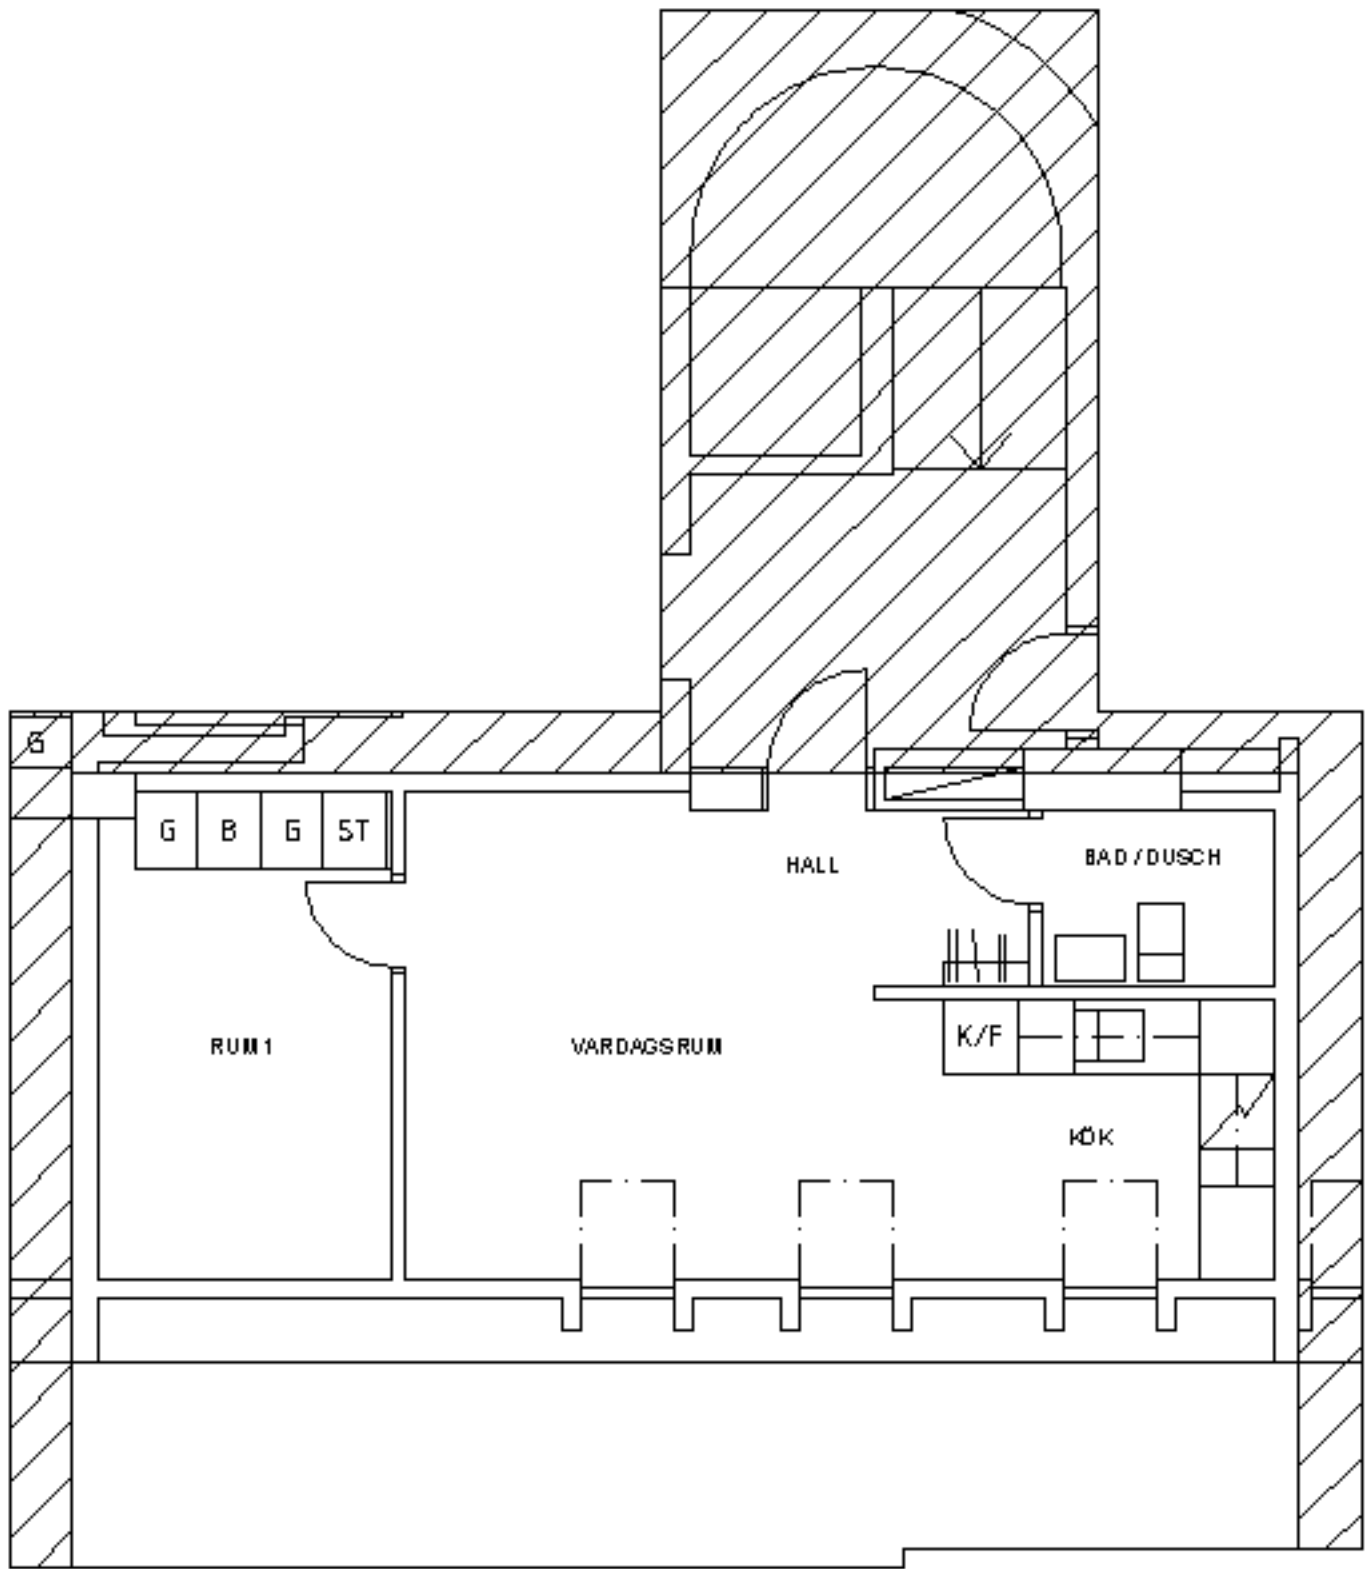 G
G B G ST
HALL
BAD / DUSCH
RUM 1
VARDAGSRUM
K/F
KÖK